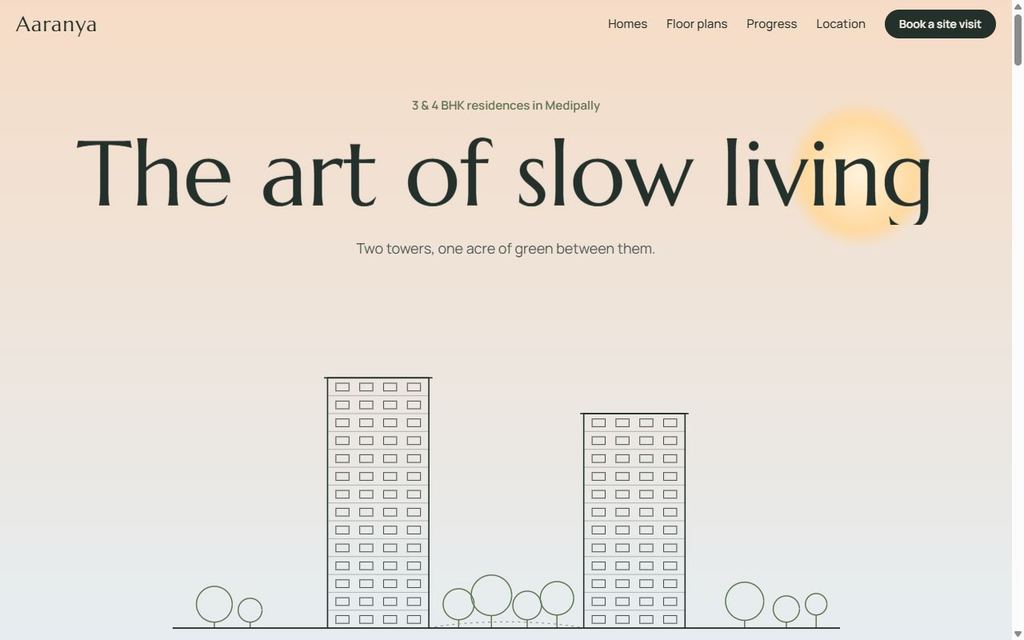 Aaranya
Homes
Floor plans
Progress
Location
Book a site visit
3 & 4 BHK residences in Medipally
The art of slow living
Two towers, one acre of green between them.